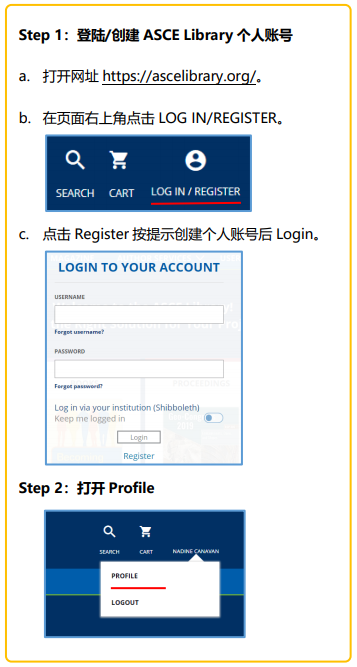 Step 1：登陆/创建 ASCE Library 个人账号
a. 打开网址 https://ascelibrary.org/。
b. 在页面右上角点击 LOG IN/REGISTER。
SEARCH CART LOG IN / REGISTER
c. 点击 Register 按提示创建个人账号后 Login。
LOGIN TO YOUR ACCOUNT
USERNAME
Forgot username?
PASSWORD
Forgot password?
Log in via your institution (Shibboleth)
Keep me logged in
Login
Register
Step 2：打开 Profile
SEARCH CART NADINE CANAVAN
PROFILE
LOGOUT